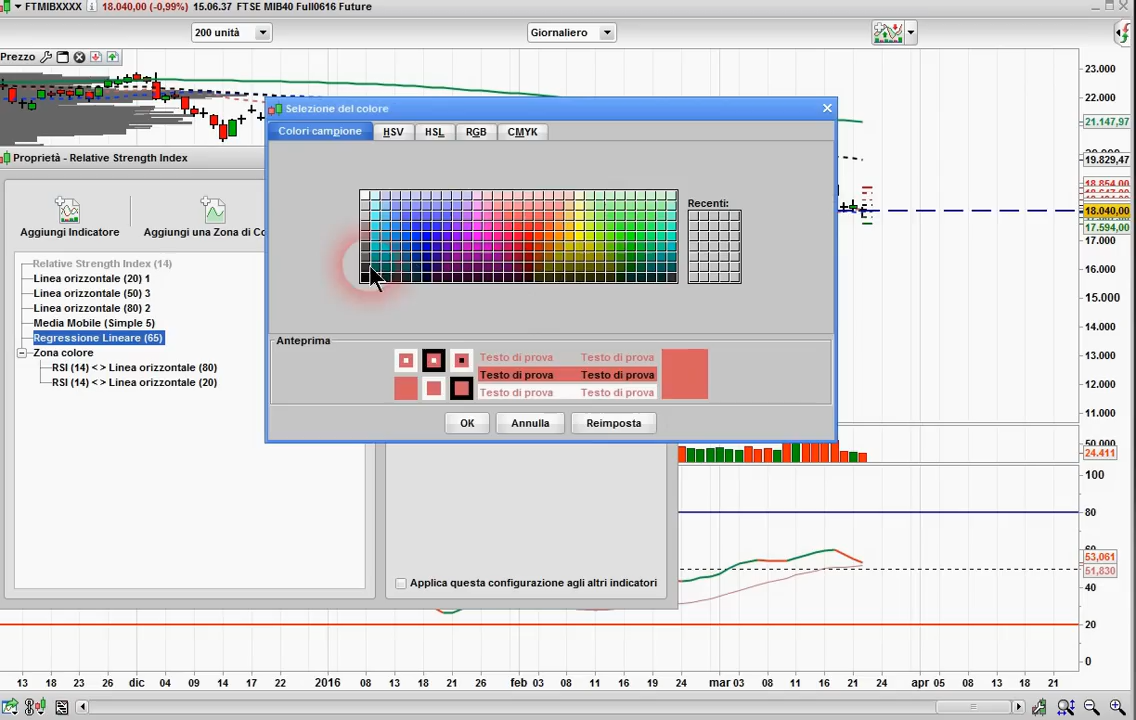 FTMIBXXXX 18.040,00 (-0,99%) 15.06.37 FTSE MIB40 Full0616 Future
200 unità Giornaliero
Prezzo
23.000
22.000
21.147,97
19.829,47
18.854,00
18.040,00
17.594,00
17.000
16.000
15.000
14.000
13.000
12.000
11.000
Selezione del colore
Colori campione HSV HSL RGB CMYK
Recenti:
Anteprima
Testo di prova Testo di prova
Testo di prova Testo di prova
Testo di prova Testo di prova
OK Annulla Reimposta
Proprietà - Relative Strength Index
Aggiungi Indicatore Aggiungi una Zona di Co
Relative Strength Index (14)
Linea orizzontale (20) 1
Linea orizzontale (50) 3
Linea orizzontale (80) 2
Media Mobile (Simple 5)
Regressione Lineare (65)
Zona colore
RSI (14) < > Linea orizzontale (80)
RSI (14) < > Linea orizzontale (20)
Applica questa configurazione agli altri indicatori
50.000
24.411
100
80
53,061
51,830
40
20
0
13 18 23 26 dic 04 09 14 17 22 2016 08 13 18 21 26 feb 03 08 11 16 19 24 mar 03 08 11 16 21 24 apr 05 08 13 18 21